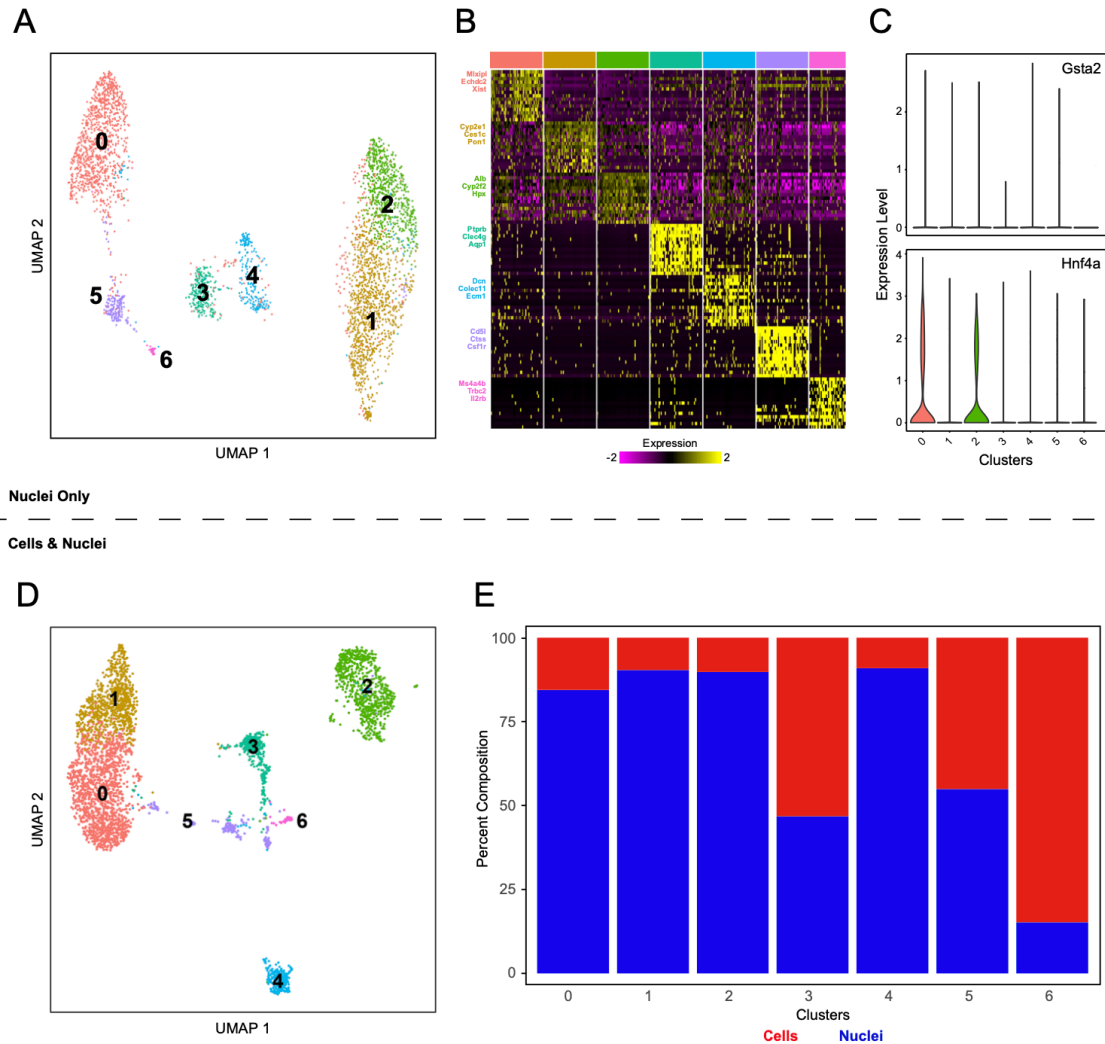 A
B
C
UMAP 2
UMAP 1
0
1
2
3
4
5
6
Mlxipl
Echdc2
Xist
Cyp2e1
Ces1c
Pon1
Alb
Cyp2f2
Hpx
Ptprb
Clec4g
Aqp1
Dcn
Colec11
Ecm1
Cd5l
Ctss
Csf1r
Ms4a4b
Trbc2
Il2rb
Expression
-2
2
Expression Level
Gsta2
2
1
0
Hnf4a
4
3
2
1
0
0 1 2 3 4 5 6
Clusters
Nuclei Only
Cells & Nuclei
D
E
UMAP 2
UMAP 1
1
0
2
3
5
6
4
Percent Composition
100
75
50
25
0
0 1 2 3 4 5 6
Clusters
Cells Nuclei